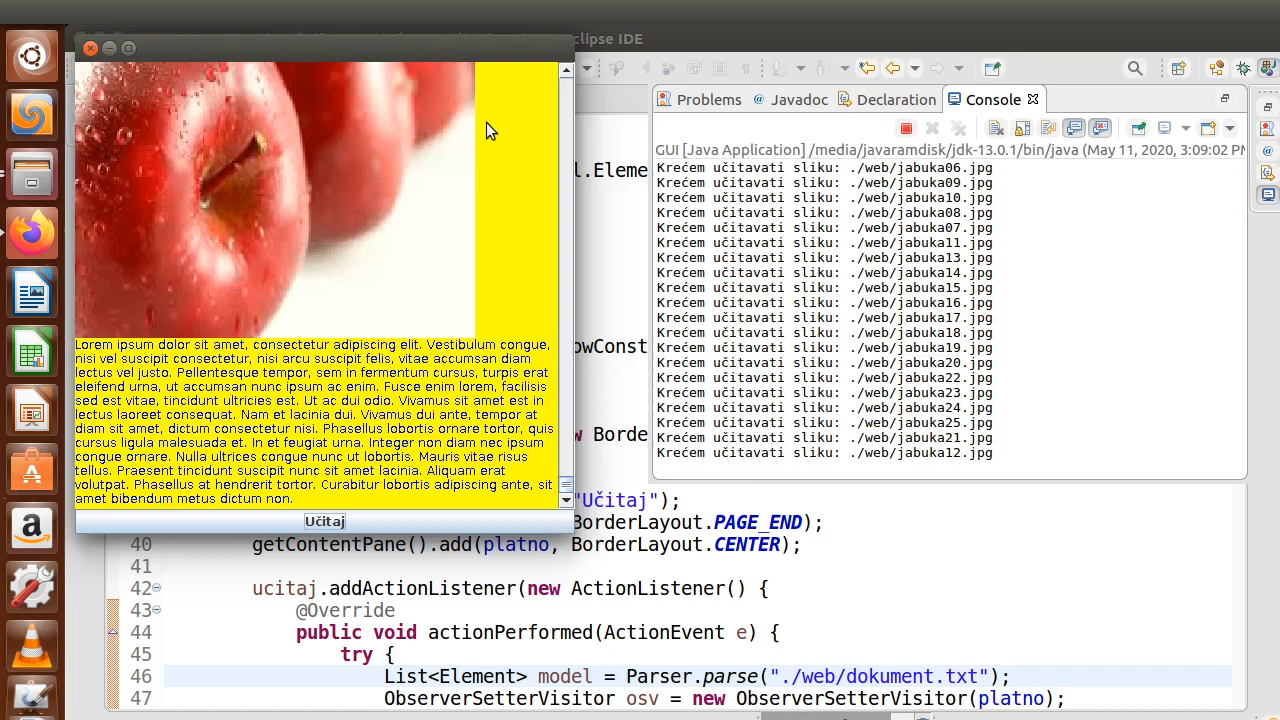 clipse IDE
Problems
@ Javadoc
Declaration
Console
GUI [Java Application] /media/javaramdisk/jdk-13.0.1/bin/java (May 11, 2020, 3:09:02 PM
Krećem učitavati sliku: ./web/jabuka06.jpg
Krećem učitavati sliku: ./web/jabuka09.jpg
Krećem učitavati sliku: ./web/jabuka10.jpg
Krećem učitavati sliku: ./web/jabuka08.jpg
Krećem učitavati sliku: ./web/jabuka07.jpg
Krećem učitavati sliku: ./web/jabuka11.jpg
Krećem učitavati sliku: ./web/jabuka13.jpg
Krećem učitavati sliku: ./web/jabuka14.jpg
Krećem učitavati sliku: ./web/jabuka15.jpg
Krećem učitavati sliku: ./web/jabuka16.jpg
Krećem učitavati sliku: ./web/jabuka17.jpg
Krećem učitavati sliku: ./web/jabuka18.jpg
Krećem učitavati sliku: ./web/jabuka19.jpg
Krećem učitavati sliku: ./web/jabuka20.jpg
Krećem učitavati sliku: ./web/jabuka22.jpg
Krećem učitavati sliku: ./web/jabuka23.jpg
Krećem učitavati sliku: ./web/jabuka24.jpg
Krećem učitavati sliku: ./web/jabuka25.jpg
Krećem učitavati sliku: ./web/jabuka21.jpg
Krećem učitavati sliku: ./web/jabuka12.jpg
Lorem ipsum dolor sit amet, consectetur adipiscing elit. Vestibulum congue,
nisi vel suscipit consectetur, nisi arcu suscipit felis, vitae accumsan diam
lectus vel justo. Pellentesque tempor, sem in fermentum cursus, turpis erat
eleifend urna, ut accumsan nunc ipsum ac enim. Fusce enim lorem, facilisis
sed est vitae, tincidunt ultricies est. Ut ac dui odio. Vivamus sit amet est in
lectus laoreet consequat. Nam et lacinia dui. Vivamus dui ante, tempor at
diam sit amet, dictum consectetur nisi. Phasellus lobortis ornare tortor, quis
cursus ligula malesuada et. In et feugiat urna. Integer non diam nec ipsum
congue ornare. Nulla ultrices congue nunc ut lobortis. Mauris vitae risus
tellus. Praesent tincidunt suscipit nunc sit amet lacinia. Aliquam erat
volutpat. Phasellus at hendrerit tortor. Curabitur lobortis adipiscing ante, sit
amet bibendum metus dictum non.
Učitaj
l.Eleme
owConst
w Borde
"Učitaj");
BorderLayout.PAGE_END);
40 getContentPane().add(platno, BorderLayout.CENTER);
41
42 ucitaj.addActionListener(new ActionListener() {
43 @Override
44 public void actionPerformed(ActionEvent e) {
45 try {
46 List<Element> model = Parser.parse("./web/dokument.txt");
47 ObserverSetterVisitor osv = new ObserverSetterVisitor(platno);